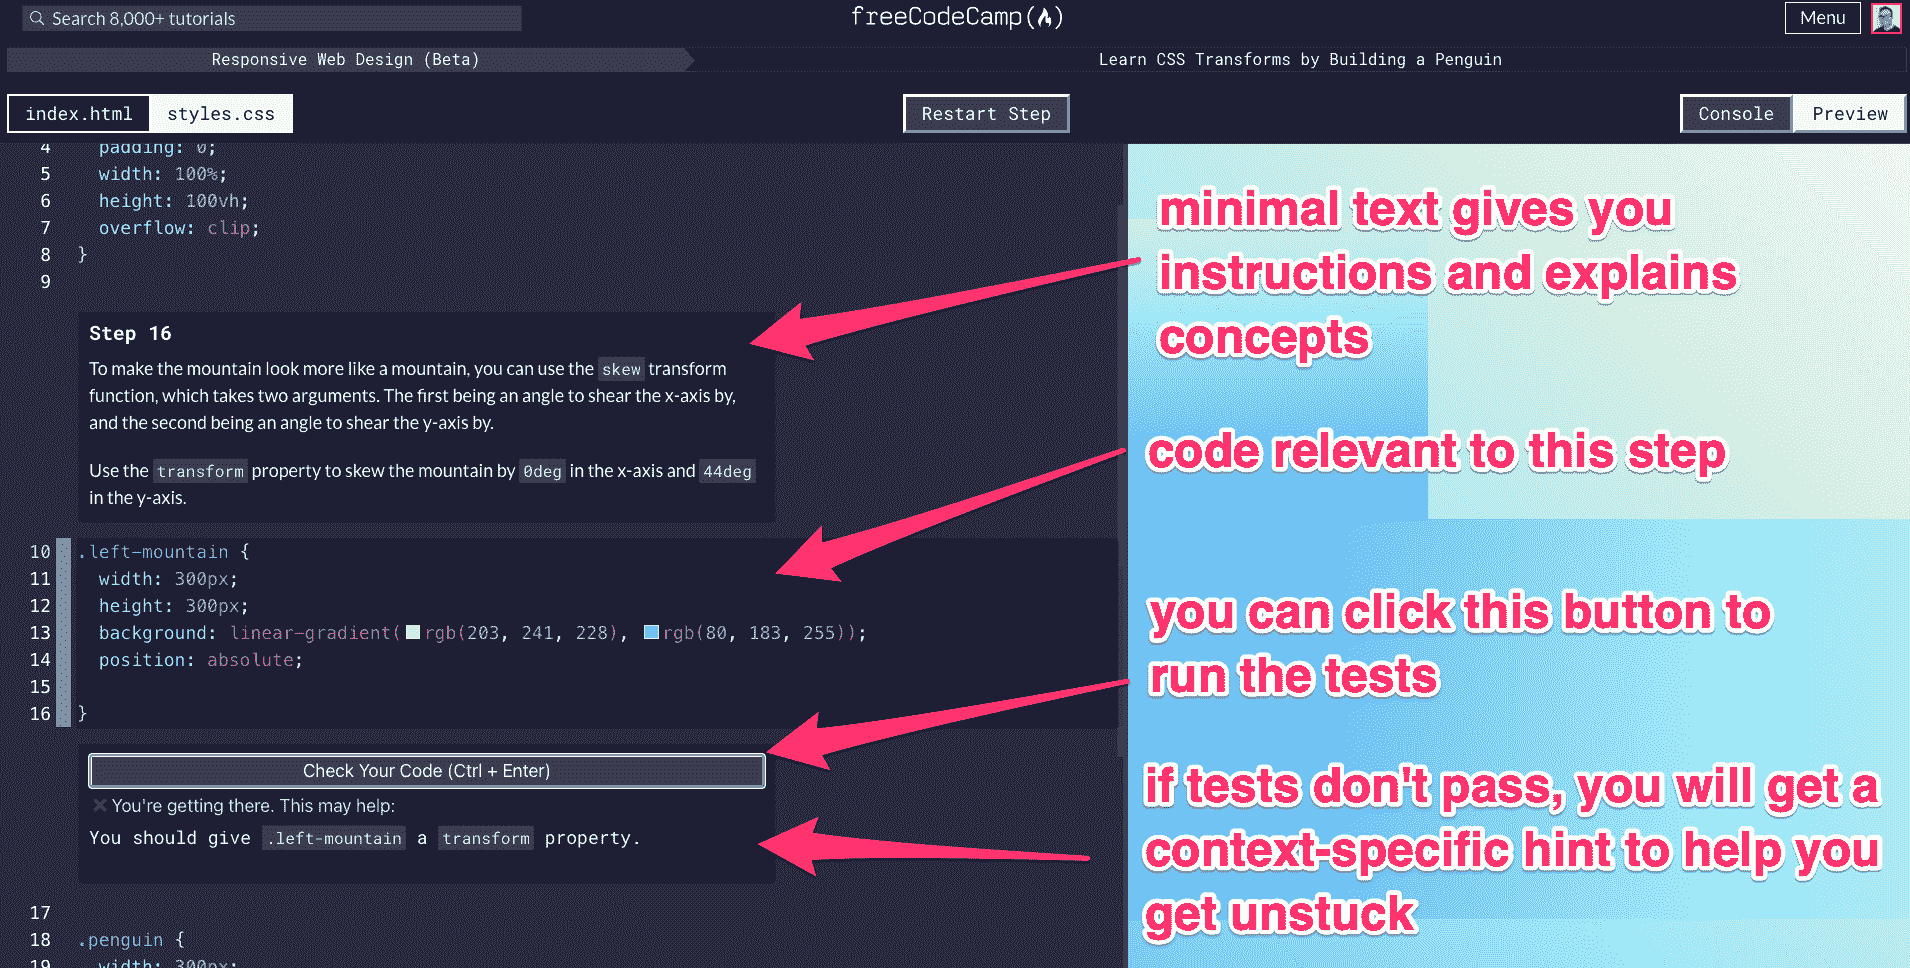 Search 8,000+ tutorials
freeCodeCamp
Menu
Responsive Web Design (Beta)
Learn CSS Transforms by Building a Penguin
index.html
styles.css
Restart Step
Console
Preview
4 padding: 0;
5 width: 100%;
6 height: 100vh;
7 overflow: clip;
8 }
9
Step 16
To make the mountain look more like a mountain, you can use the skew transform
function, which takes two arguments. The first being an angle to shear the x-axis by,
and the second being an angle to shear the y-axis by.
Use the transform property to skew the mountain by 0deg in the x-axis and 44deg
in the y-axis.
10 .left-mountain {
11 width: 300px;
12 height: 300px;
13 background: linear-gradient(rgb(203, 241, 228), rgb(80, 183, 255));
14 position: absolute;
15
16 }
Check Your Code (Ctrl + Enter)
You're getting there. This may help:
You should give .left-mountain a transform property.
17
18 .penguin {
19 width: 300px;
minimal text gives you
instructions and explains
concepts
code relevant to this step
you can click this button to
run the tests
if tests don't pass, you will get a
context-specific hint to help you
get unstuck